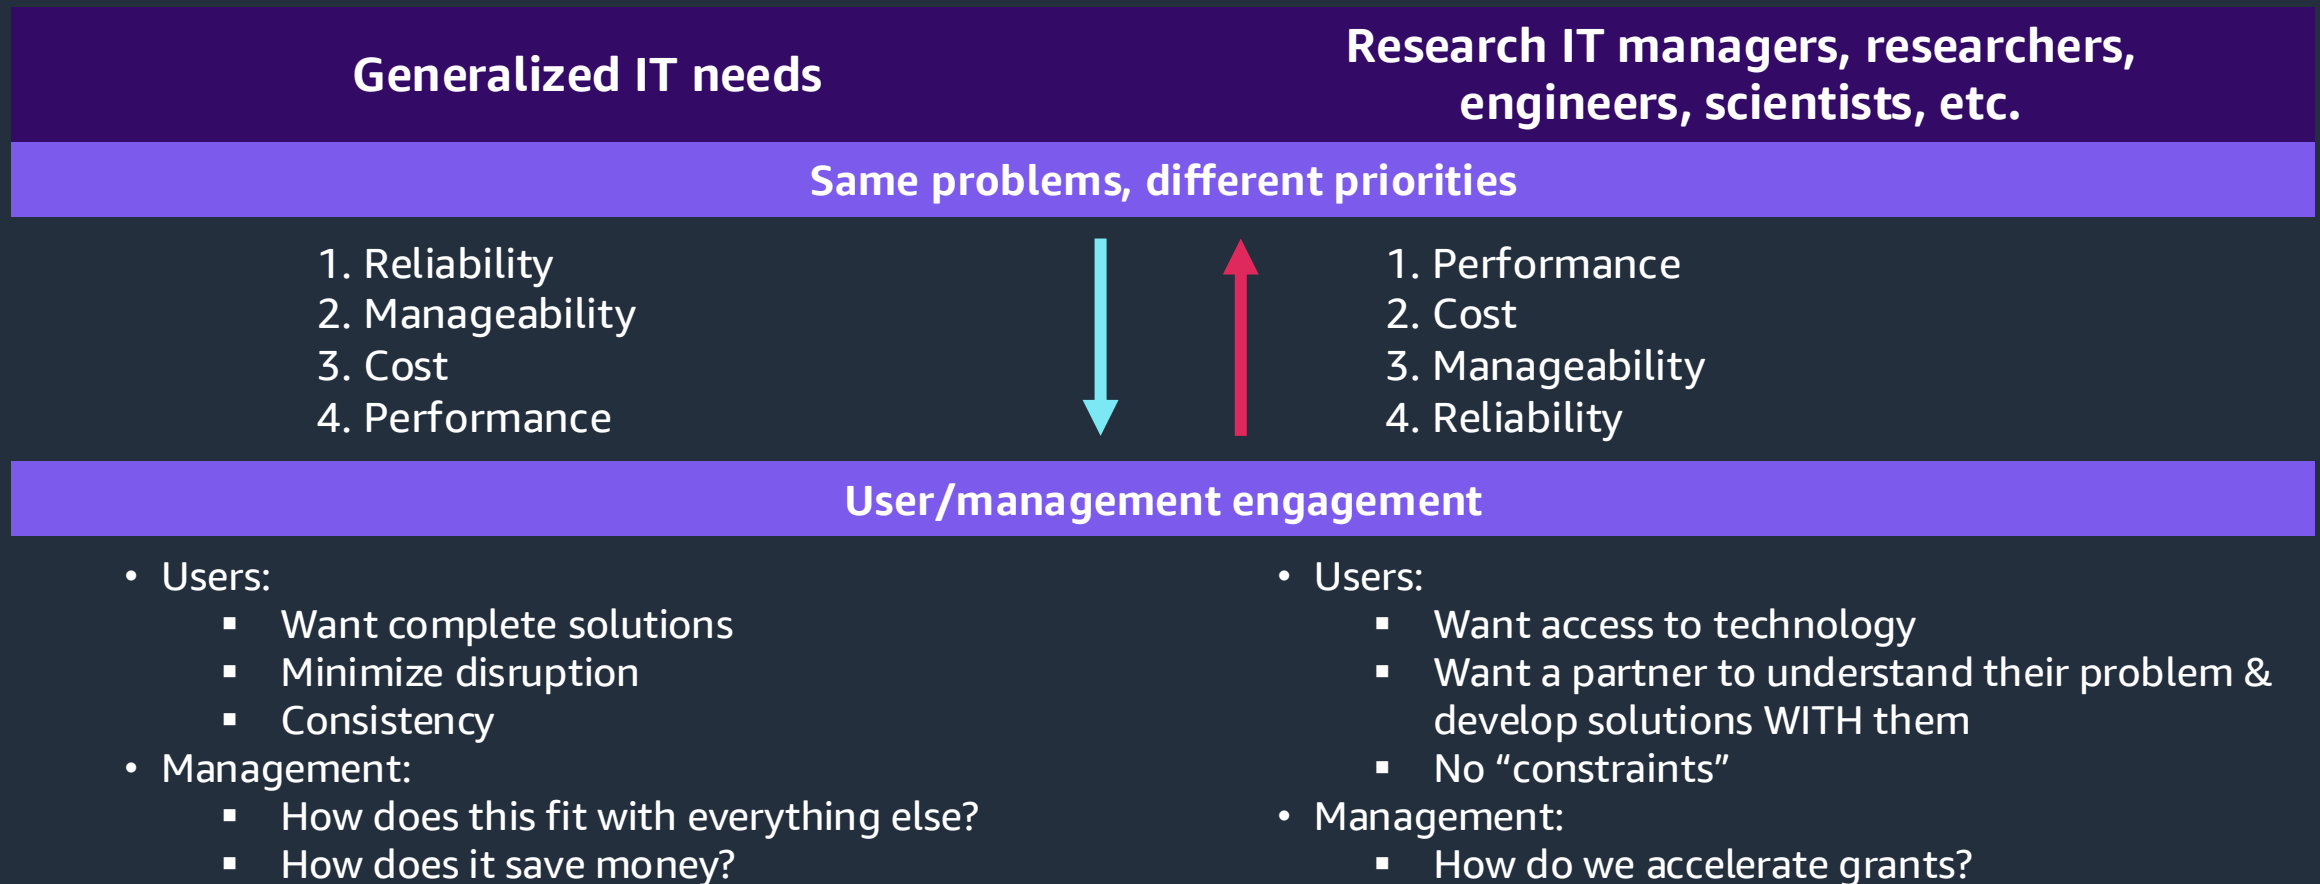 Generalized IT needs
Research IT managers, researchers,
engineers, scientists, etc.
Same problems, different priorities
1. Reliability
2. Manageability
3. Cost
4. Performance
1. Performance
2. Cost
3. Manageability
4. Reliability
User/management engagement
• Users:
▪ Want complete solutions
▪ Minimize disruption
▪ Consistency
• Management:
▪ How does this fit with everything else?
▪ How does it save money?
• Users:
▪ Want access to technology
▪ Want a partner to understand their problem &
develop solutions WITH them
▪ No “constraints”
• Management:
▪ How do we accelerate grants?